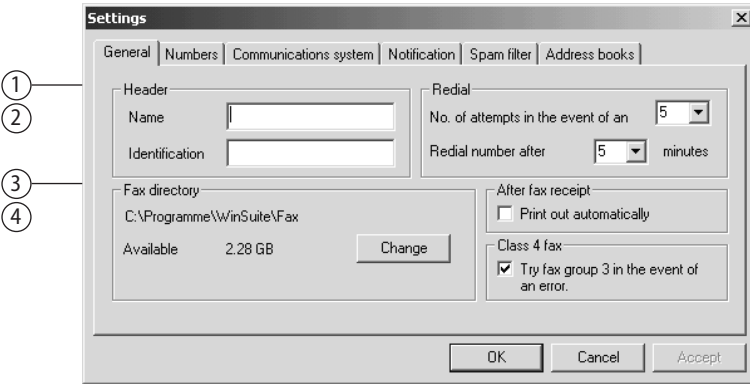 Settings
General Numbers Communications system Notification Spam filter Address books
1
2
3
4
Header
Name
Identification
Redial
No. of attempts in the event of an 5
Redial number after 5 minutes
Fax directory
C:\Programme\WinSuite\Fax
Available 2.28 GB Change
After fax receipt
Print out automatically
Class 4 fax
Try fax group 3 in the event of
an error.
OK Cancel Accept